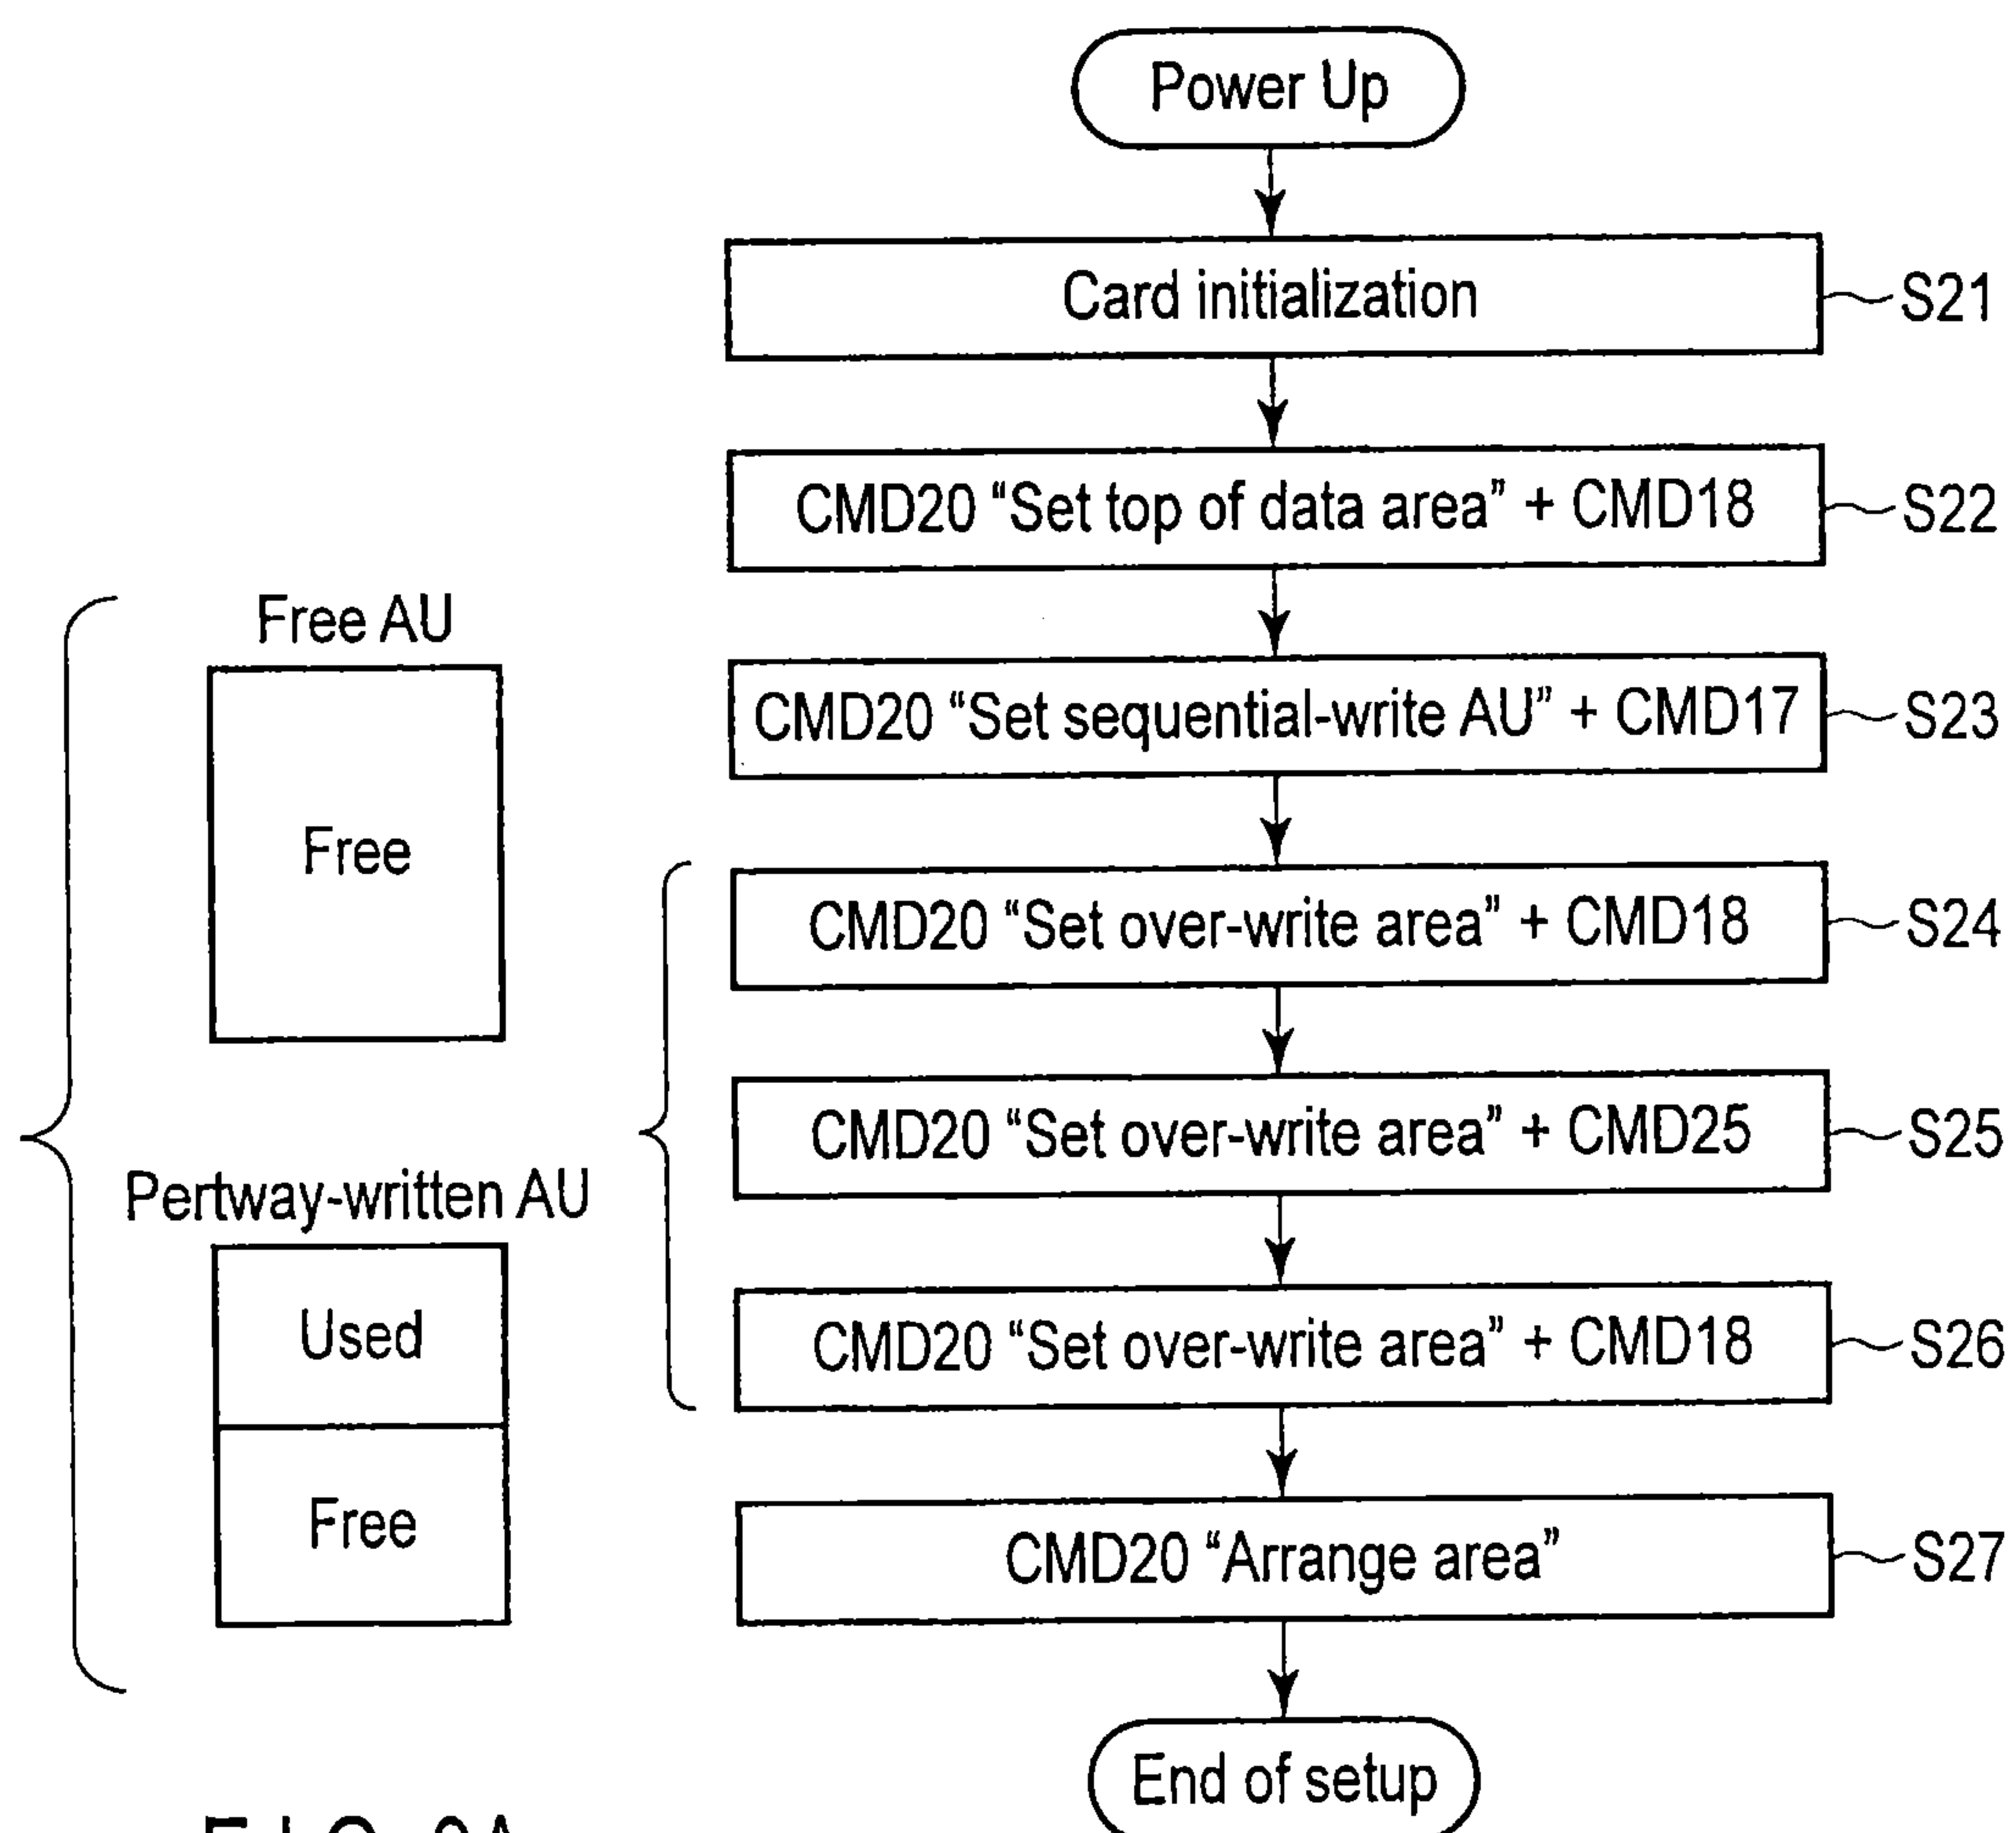 Power Up
Card initialization
S21
CMD20 “Set top of data area” + CMD18
S22
Free AU
Free
CMD20 “Set sequential-write AU” + CMD17
S23
CMD20 “Set over-write area” + CMD18
S24
CMD20 “Set over-write area” + CMD25
S25
Pertway-written AU
Used
Free
CMD20 “Set over-write area” + CMD18
S26
CMD20 “Arrange area”
S27
End of setup